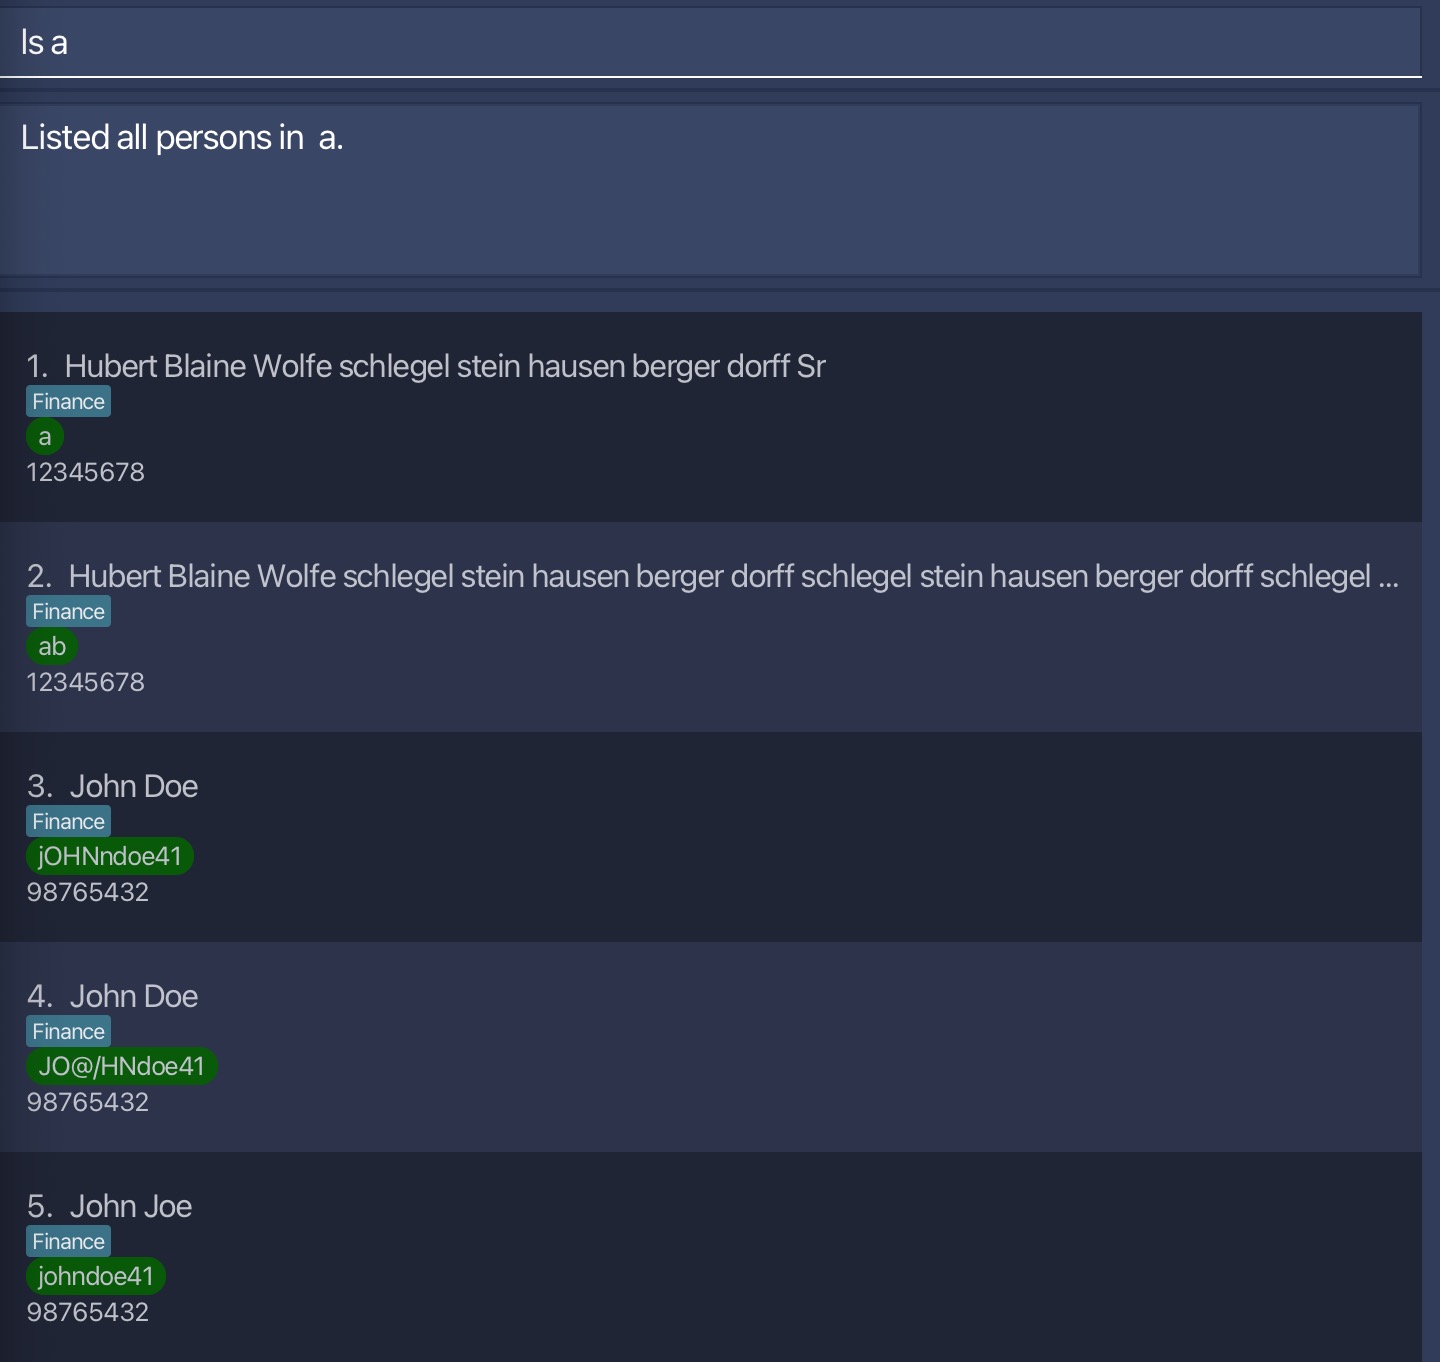 ls a
Listed all persons in  a.
1.  Hubert Blaine Wolfe schlegel stein hausen berger dorff Sr
Finance
a
12345678
2.  Hubert Blaine Wolfe schlegel stein hausen berger dorff schlegel stein hausen berger dorff schlegel ...
Finance
ab
12345678
3.  John Doe
Finance
jOHNndoe41
98765432
4.  John Doe
Finance
JO@/HNdoe41
98765432
5.  John Joe
Finance
johndoe41
98765432